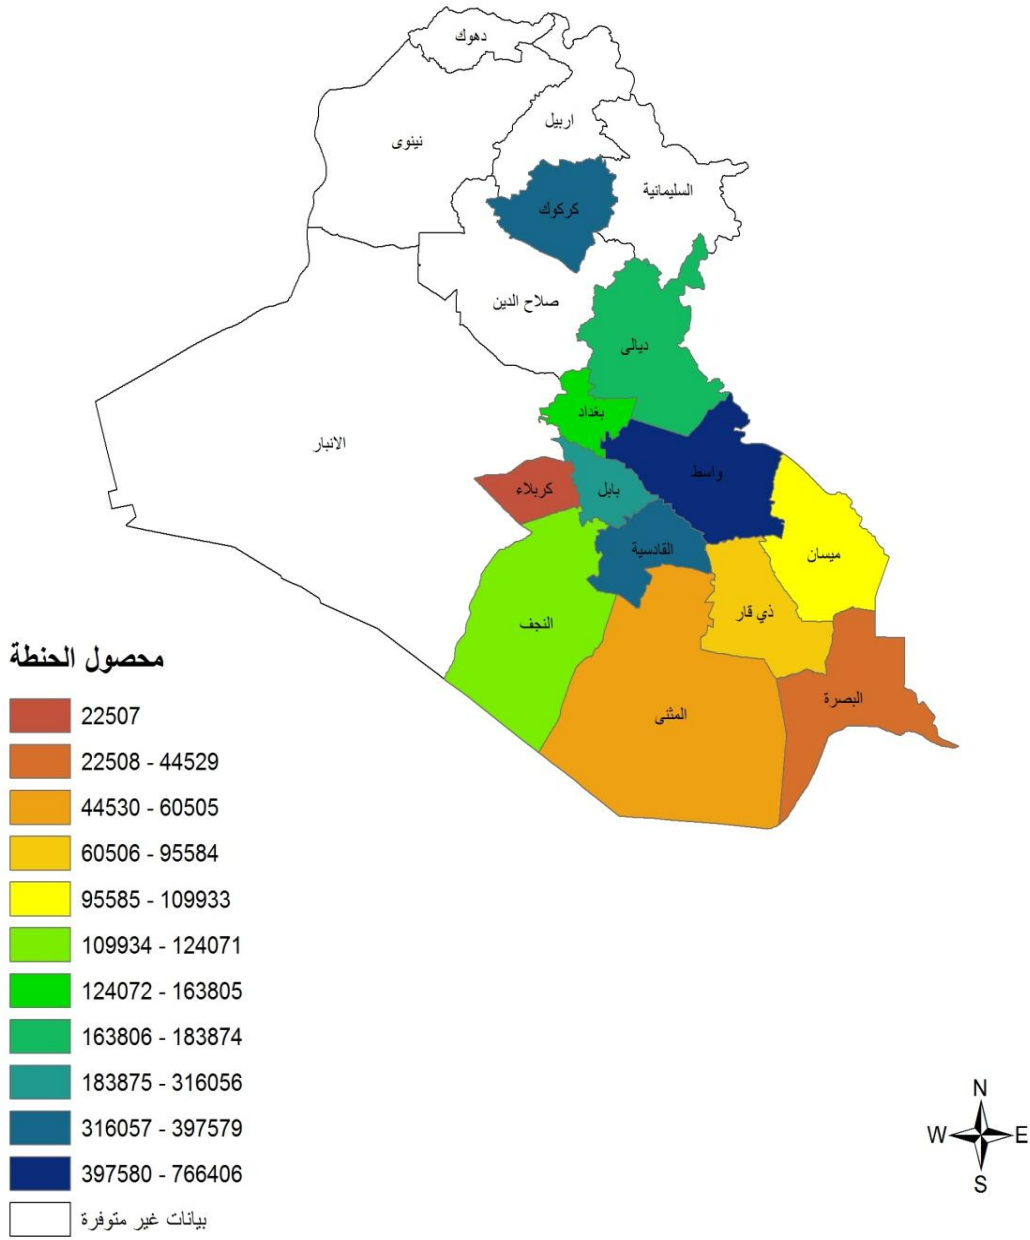 دهوك
اربيل
نينوى
السليمانية
كركوك
صلاح الدين
ديالى
بغداد
الانبار
واسط
كربلاء
بابل
القادسية
ميسان
ذي قار
النجف
البصرة
المثنى
محصول الحنطة
22507
22508 - 44529
44530 - 60505
60506 - 95584
95585 - 109933
109934 - 124071
124072 - 163805
163806 - 183874
183875 - 316056
316057 - 397579
397580 - 766406
بيانات غير متوفرة
N
W E
S